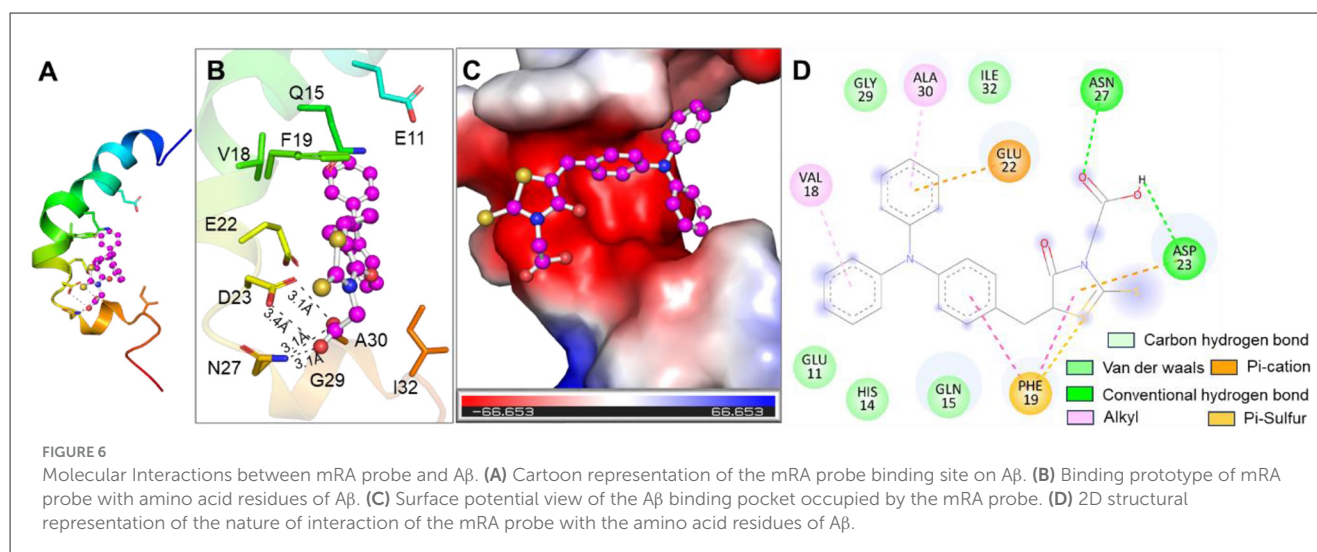 A
B
Q15
E11
F19
V18
E22
D23
3.1Å
3.4Å
3.1Å
3.1Å
A30
N27
G29
I32
C
-66.653
66.653
D
GLY
29
ALA
30
ILE
32
ASN
27
GLU
22
VAL
18
O
H
O
O
N
N
S
S
ASP
23
GLU
11
HIS
14
GLN
15
PHE
19
Carbon hydrogen bond
Van der waals
Pi-cation
Conventional hydrogen bond
Alkyl
Pi-Sulfur
FIGURE 6
Molecular Interactions between mRA probe and Aβ. (A) Cartoon representation of the mRA probe binding site on Aβ. (B) Binding prototype of mRA
probe with amino acid residues of Aβ. (C) Surface potential view of the Aβ binding pocket occupied by the mRA probe. (D) 2D structural
representation of the nature of interaction of the mRA probe with the amino acid residues of Aβ.